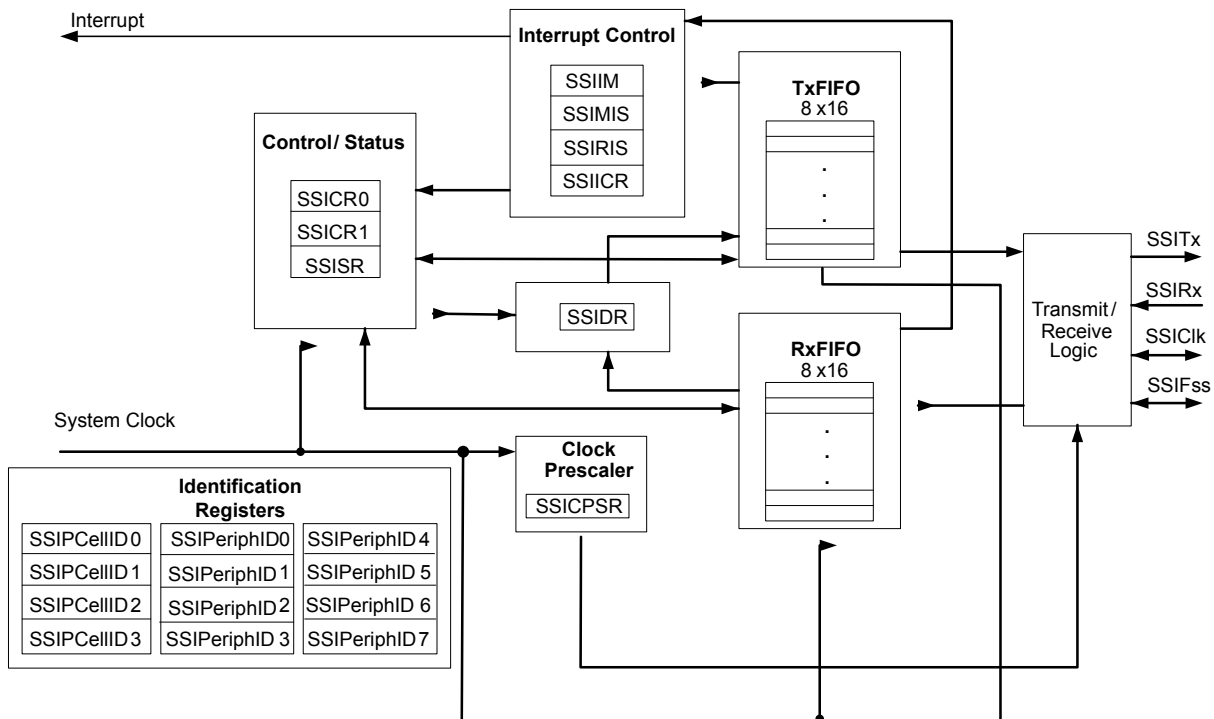 Interrupt
Interrupt Control
SSIIM
SSIMIS
SSIRIS
SSIICR
TxFIFO
8 x16
.
.
.
Control/ Status
SSICR0
SSICR1
SSISR
SSIDR
RxFIFO
8 x16
.
.
.
Transmit/
Receive
Logic
SSITx
SSIRx
SSIClk
SSIFss
System Clock
Clock
Prescaler
SSICPSR
Identification
Registers
SSIPCellID0 SSIPeriphID0 SSIPeriphID4
SSIPCellID1 SSIPeriphID1 SSIPeriphID5
SSIPCellID2 SSIPeriphID2 SSIPeriphID6
SSIPCellID3 SSIPeriphID3 SSIPeriphID7